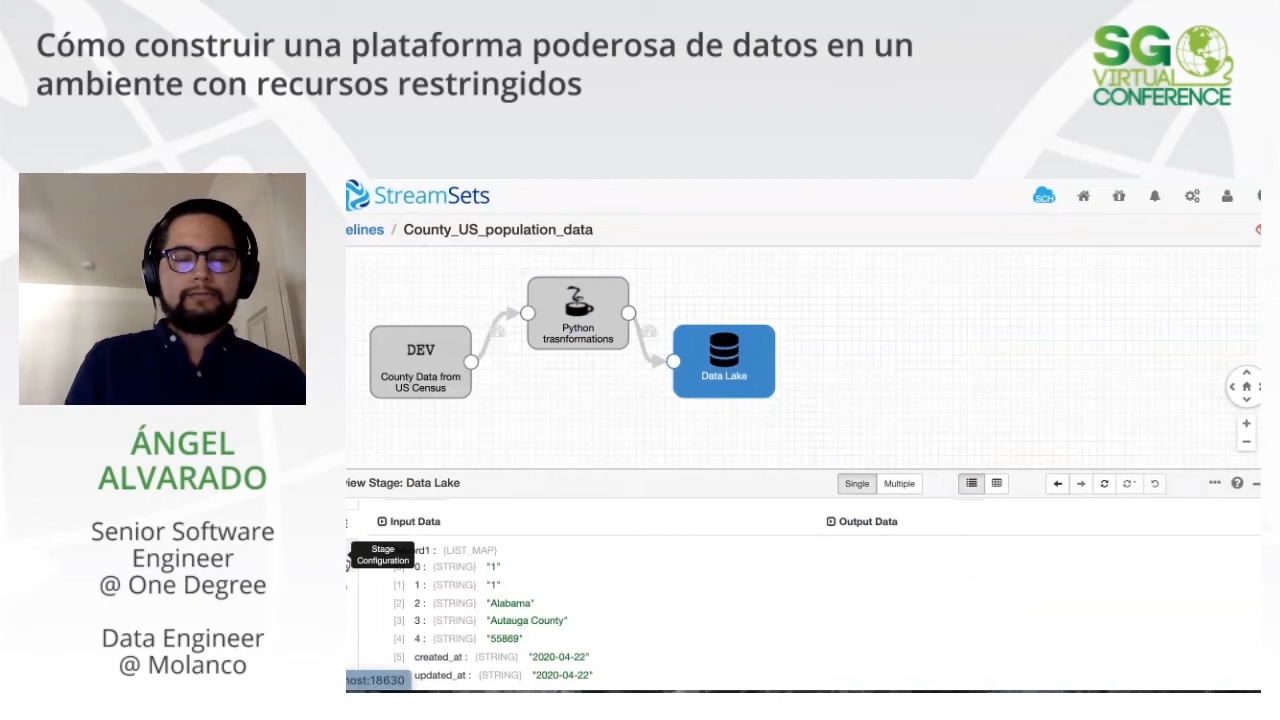 Cómo construir una plataforma poderosa de datos en un
ambiente con recursos restringidos
SG
VIRTUAL
CONFERENCE
ÁNGEL
ALVARADO
Senior Software
Engineer
@ One Degree
Data Engineer
@ Molanco
StreamSets
SCH
elines / County_US_population_data
DEV
County Data from
US Census
Python
trasnformations
Data Lake
iew Stage: Data Lake
Single Multiple
Input Data Output Data
Stage
Configuration
ord1 : {LIST_MAP}
0 : {STRING} "1"
[1] 1 : {STRING} "1"
[2] 2 : {STRING} "Alabama"
[3] 3 : {STRING} "Autauga County"
[4] 4 : {STRING} "55869"
[5] created_at : {STRING} "2020-04-22"
updated_at : {STRING} "2020-04-22"
host:18630